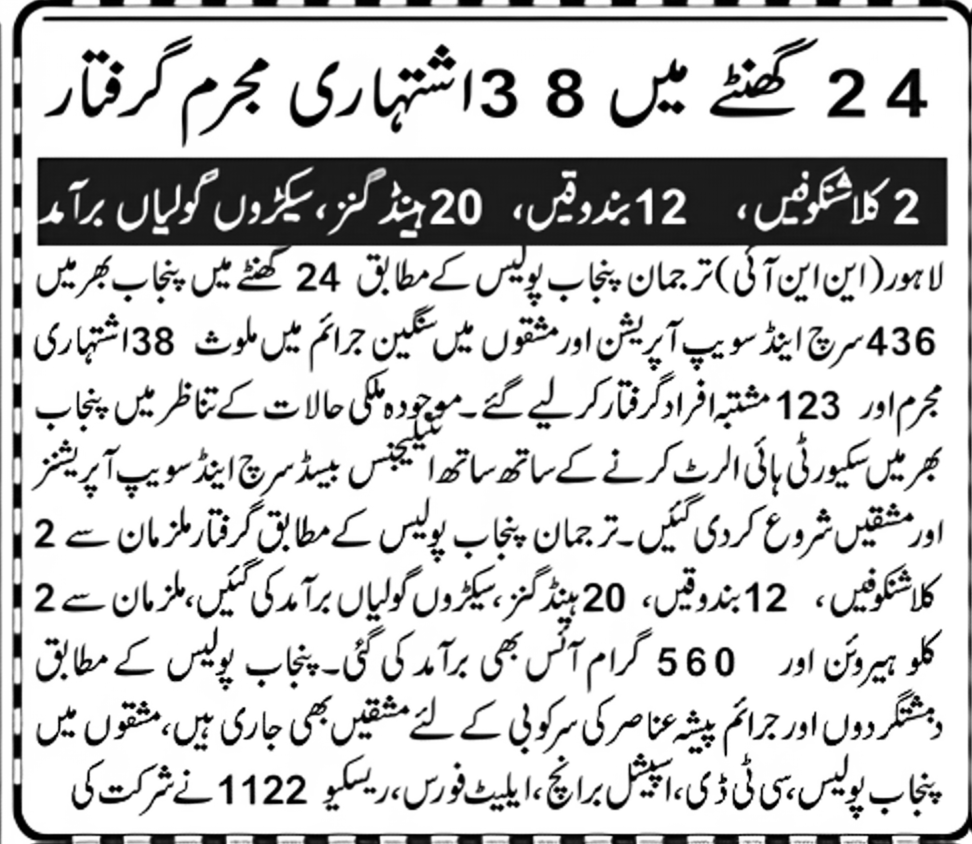 24 گھنٹے میں 38 اشتہاری مجرم گرفتار
2 کلاشنکوفیں، 12 بندوقیں، 20 ہینڈ گنز، سیکڑوں گولیاں برآمد
لاہور (این این آئی) ترجمان پنجاب پولیس کے مطابق 24 گھنٹے میں پنجاب بھر میں
436 سرچ اینڈ سویپ آپریشن اور مشقوں میں سنگین جرائم میں ملوث 38 اشتہاری
مجرم اور 123 مشتبہ افراد گرفتار کر لیے گئے۔ موجودہ ملکی حالات کے تناظر میں پنجاب
بھر میں سکیورٹی ہائی الرٹ کرنے کے ساتھ ساتھ انٹیلیجنس بیسڈ سرچ اینڈ سویپ آپریشنز
اور مشقیں شروع کر دی گئیں۔ ترجمان پنجاب پولیس کے مطابق گرفتار ملزمان سے 2
کلاشنکوفیں، 12 بندوقیں، 20 ہینڈ گنز، سیکڑوں گولیاں برآمد کی گئیں، ملزمان سے 2
کلو ہیروئن اور 560 گرام آئس بھی برآمد کی گئی۔ پنجاب پولیس کے مطابق
دہشتگردوں اور جرائم پیشہ عناصر کی سرکوبی کے لئے مشقیں بھی جاری ہیں، مشقوں میں
پنجاب پولیس، سی ٹی ڈی، اسپیشل برانچ، ایلیٹ فورس، ریسکیو 1122 نے شرکت کی